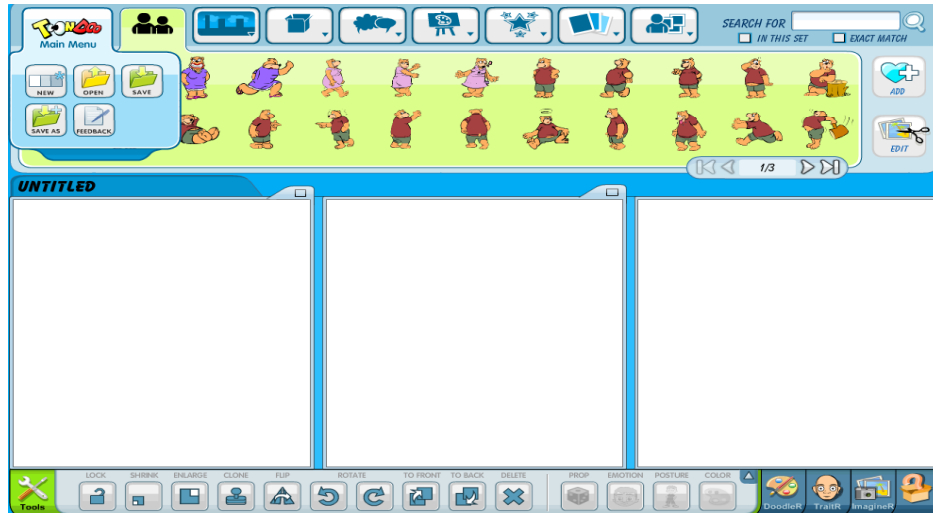 TOONDOO
Main Menu
SEARCH FOR
IN THIS SET
EXACT MATCH
NEW
OPEN
SAVE
SAVE AS
FEEDBACK
ADD
EDIT
1/3
UNTITLED
Tools
LOCK
SHRINK
ENLARGE
CLONE
FLIP
ROTATE
TO FRONT
TO BACK
DELETE
PROP
EMOTION
POSTURE
COLOR
DoodleR
TraitR
ImagineR